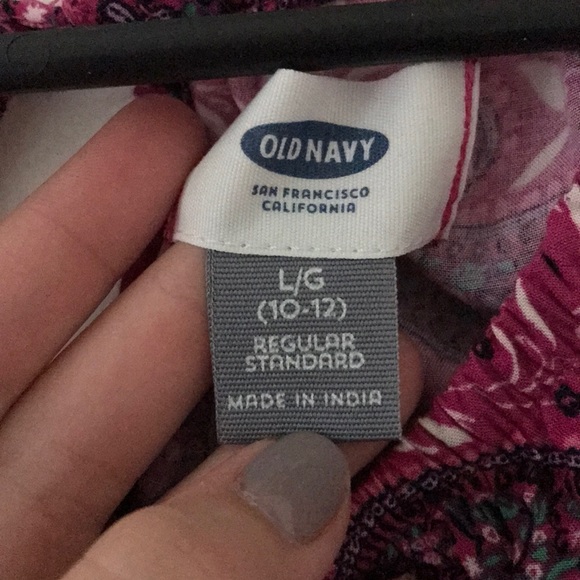 OLD NAVY
SAN FRANCISCO
CALIFORNIA
L/G
(10-12)
REGULAR
STANDARD
MADE IN INDIA